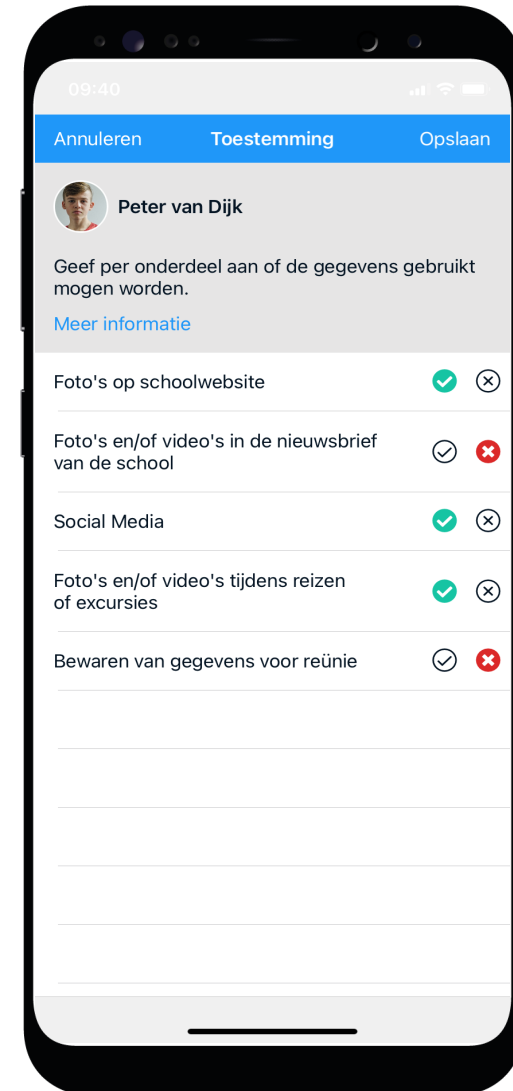 09:40
Annuleren Toestemming Opslaan
Peter van Dijk
Geef per onderdeel aan of de gegevens gebruikt
mogen worden.
Meer informatie
Foto's op schoolwebsite
Foto's en/of video's in de nieuwsbrief
van de school
Social Media
Foto's en/of video's tijdens reizen
of excursies
Bewaren van gegevens voor reünie